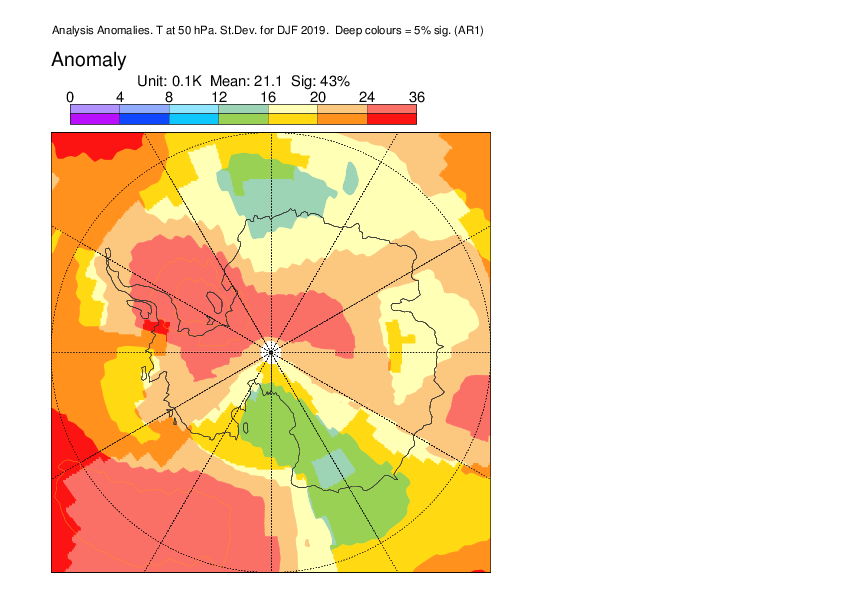 Analysis Anomalies. T at 50 hPa. St.Dev. for DJF 2019. Deep colours = 5% sig. (AR1)
Anomaly
Unit: 0.1K Mean: 21.1 Sig: 43%
0 4 8 12 16 20 24 36